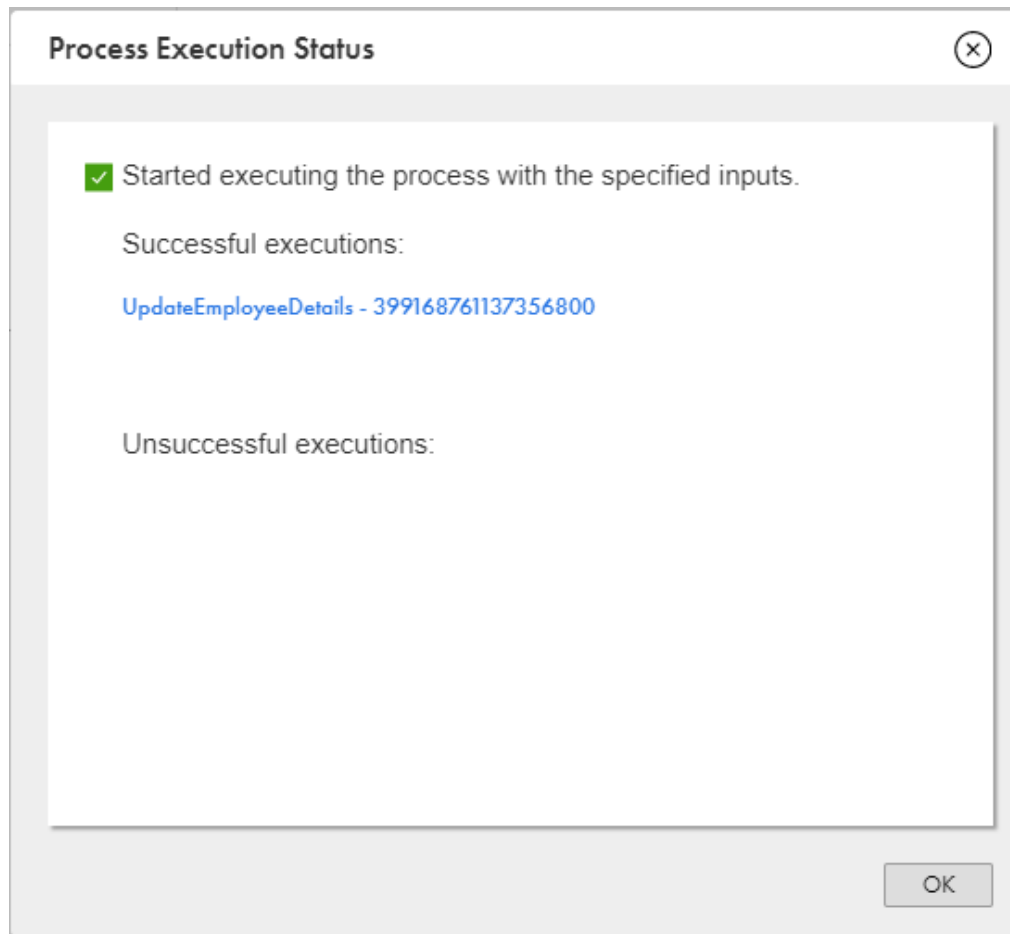 Process Execution Status
Started executing the process with the specified inputs.
Successful executions:
UpdateEmployeeDetails - 399168761137356800
Unsuccessful executions:
OK